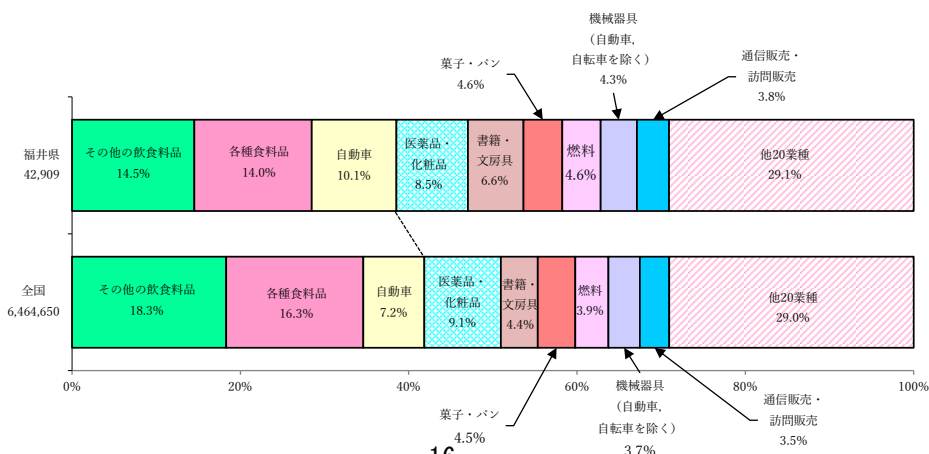 機械器具
（自動車，
自転車を除く）
4.3%
菓子・パン
4.6%
通信販売・
訪問販売
3.8%
福井県
42,909
その他の飲食料品
14.5%
各種食料品
14.0%
自動車
10.1%
医薬品・
化粧品
8.5%
書籍・
文房具
6.6%
燃料
4.6%
他20業種
29.1%
全国
6,464,650
その他の飲食料品
18.3%
各種食料品
16.3%
自動車
7.2%
医薬品・
化粧品
9.1%
書籍・
文房具
4.4%
燃料
3.9%
他20業種
29.0%
0%
20%
40%
60%
80%
100%
菓子・パン
4.5%
機械器具
（自動車，
自転車を除く）
3.7%
通信販売・
訪問販売
3.5%
16